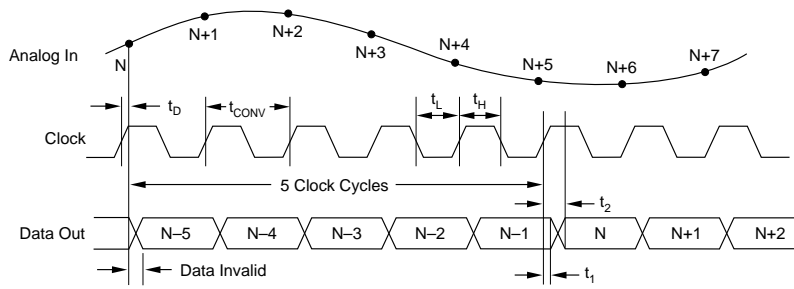 N+1
N+2
N+3
N+4
N+5
N+6
N+7
Analog In
N
t_D
t_CONV
t_L
t_H
Clock
5 Clock Cycles
t_2
Data Out
N–5
N–4
N–3
N–2
N–1
N
N+1
N+2
Data Invalid
t_1